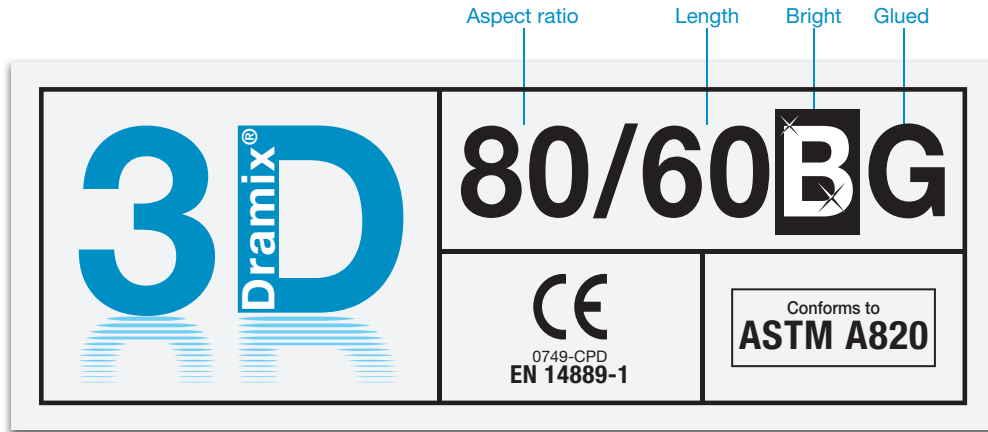 Aspect ratio Length Bright Glued
3D Dramix®
80/60BG
CE
0749-CPD
EN 14889-1
Conforms to
ASTM A820